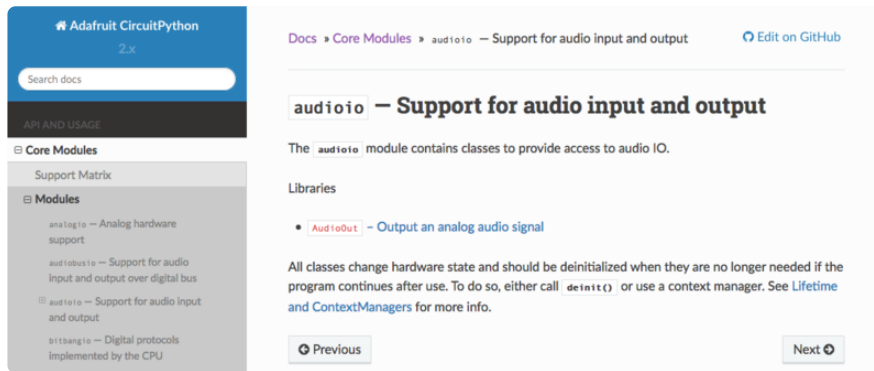 Adafruit CircuitPython
2.x
Search docs
API AND USAGE
Core Modules
Support Matrix
Modules
analogio — Analog hardware
support
audiobusio — Support for audio
input and output over digital bus
audioio — Support for audio input
and output
bitbangio — Digital protocols
implemented by the CPU
Docs » Core Modules » audioio — Support for audio input and output
Edit on GitHub
audioio — Support for audio input and output
The audioio module contains classes to provide access to audio IO.
Libraries
• AudioOut – Output an analog audio signal
All classes change hardware state and should be deinitialized when they are no longer needed if the
program continues after use. To do so, either call deinit() or use a context manager. See Lifetime
and ContextManagers for more info.
Previous
Next